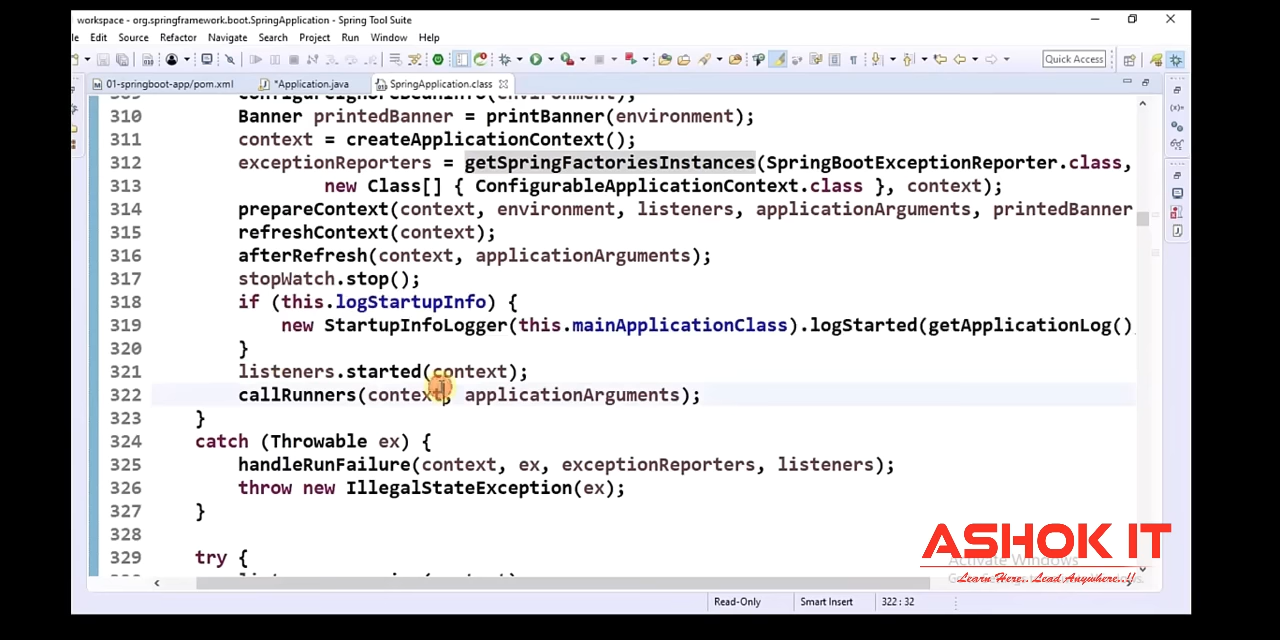 workspace - org.springframework.boot.SpringApplication - Spring Tool Suite
le Edit Source Refactor Navigate Search Project Run Window Help
Quick Access
01-springboot-app/pom.xml *Application.java SpringApplication.class
309 configureIgnoreBeanInfo(environment);
310 Banner printedBanner = printBanner(environment);
311 context = createApplicationContext();
312 exceptionReporters = getSpringFactoriesInstances(SpringBootExceptionReporter.class,
313 new Class[] { ConfigurableApplicationContext.class }, context);
314 prepareContext(context, environment, listeners, applicationArguments, printedBanner
315 refreshContext(context);
316 afterRefresh(context, applicationArguments);
317 stopWatch.stop();
318 if (this.logStartupInfo) {
319 new StartupInfoLogger(this.mainApplicationClass).logStarted(getApplicationLog(),
320 }
321 listeners.started(context);
322 callRunners(context, applicationArguments);
323 }
324 catch (Throwable ex) {
325 handleRunFailure(context, ex, exceptionReporters, listeners);
326 throw new IllegalStateException(ex);
327 }
328
329 try {
ASHOK IT
Activate Windows
Learn Here.. Lead Anywhere..!!
Read-Only Smart Insert 322 : 32